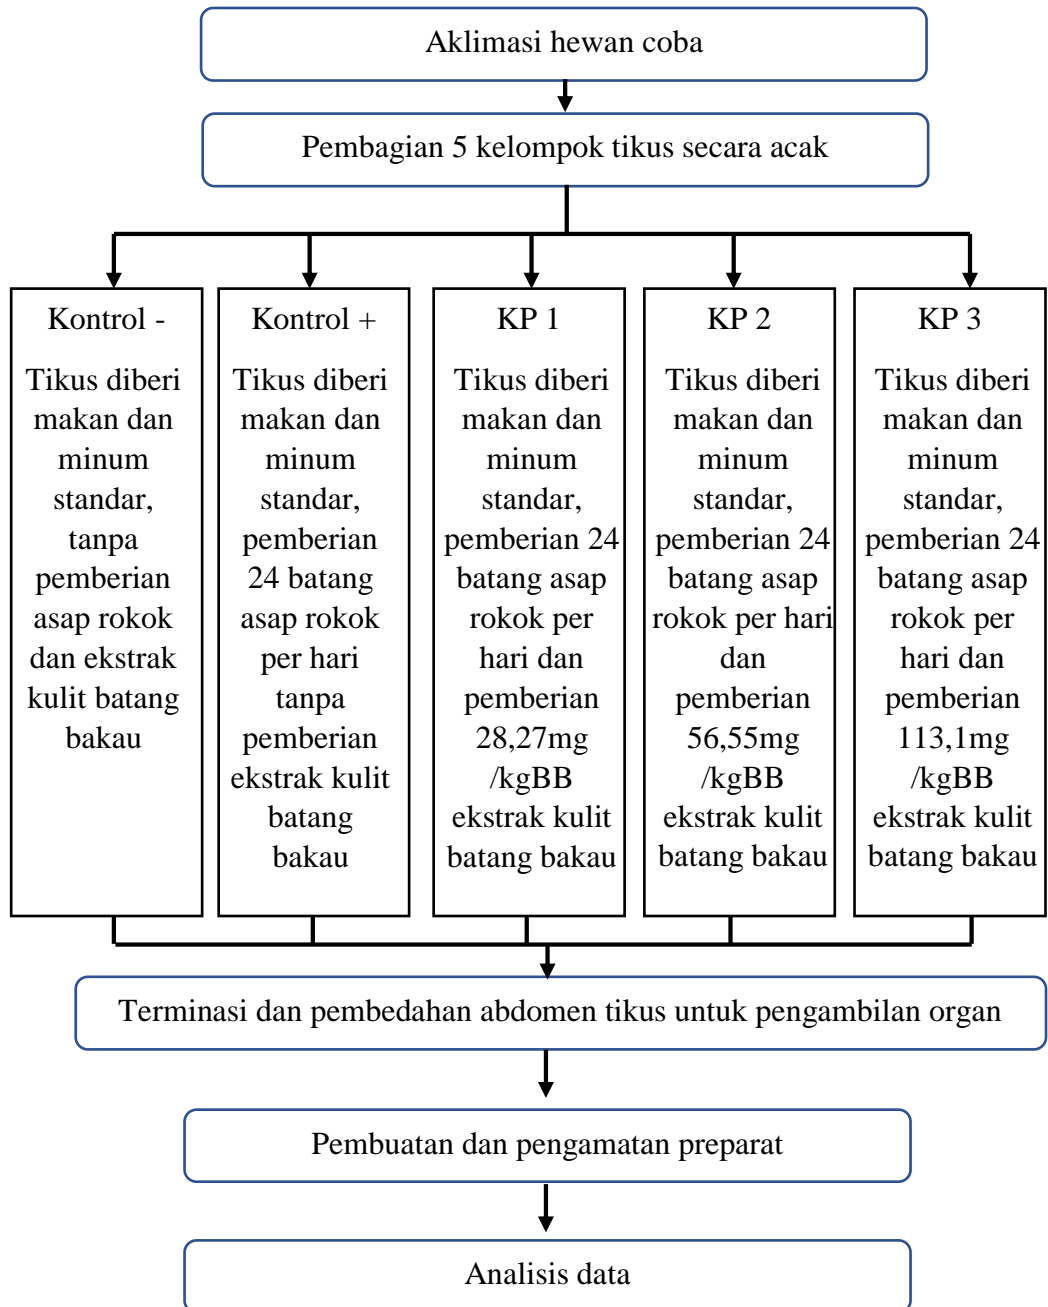 Aklimasi hewan coba
Pembagian 5 kelompok tikus secara acak
Kontrol -
Tikus diberi
makan dan
minum
standar,
tanpa
pemberian
asap rokok
dan ekstrak
kulit batang
bakau
Kontrol +
Tikus diberi
makan dan
minum
standar,
pemberian
24 batang
asap rokok
per hari
tanpa
pemberian
ekstrak kulit
batang
bakau
KP 1
Tikus diberi
makan dan
minum
standar,
pemberian 24
batang asap
rokok per
hari dan
pemberian
28,27mg
/kgBB
ekstrak kulit
batang bakau
KP 2
Tikus diberi
makan dan
minum
standar,
pemberian 24
batang asap
rokok per hari
dan
pemberian
56,55mg
/kgBB
ekstrak kulit
batang bakau
KP 3
Tikus diberi
makan dan
minum
standar,
pemberian 24
batang asap
rokok per
hari dan
pemberian
113,1mg
/kgBB
ekstrak kulit
batang bakau
Terminasi dan pembedahan abdomen tikus untuk pengambilan organ
Pembuatan dan pengamatan preparat
Analisis data